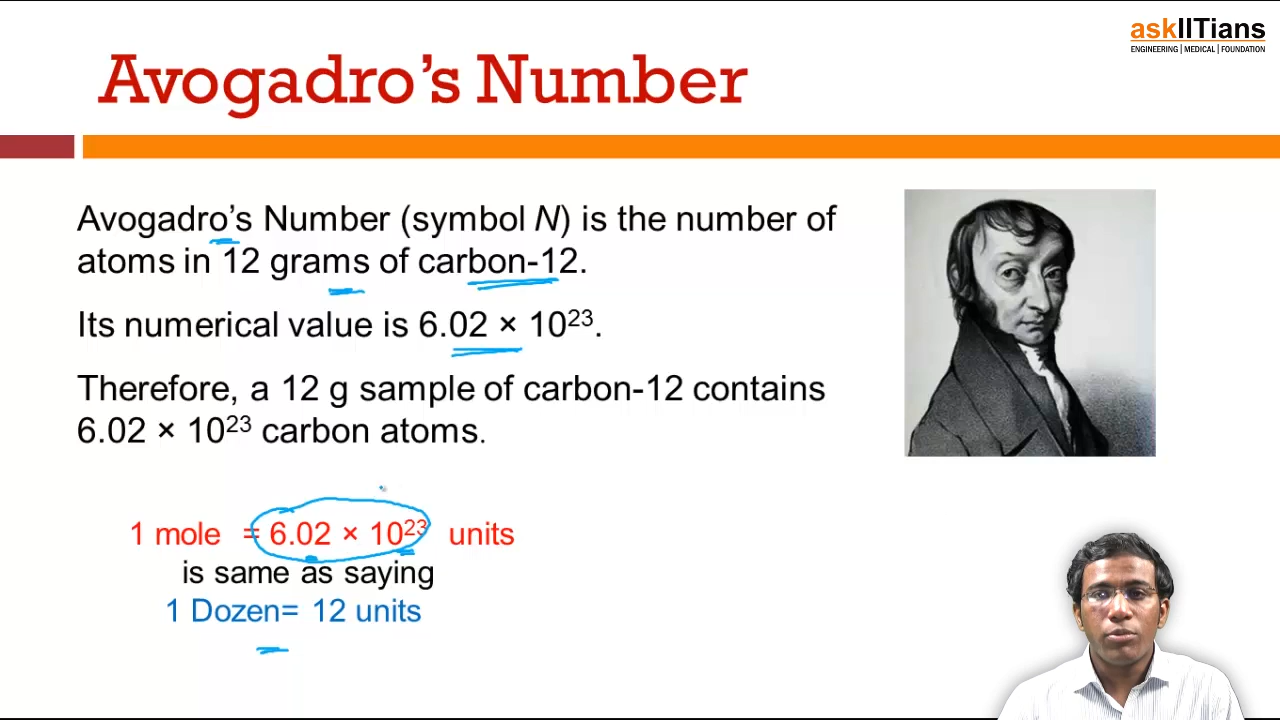 askIITians
ENGINEERING | MEDICAL | FOUNDATION
Avogadro’s Number
Avogadro’s Number (symbol N) is the number of
atoms in 12 grams of carbon-12.
Its numerical value is 6.02 × 10²³.
Therefore, a 12 g sample of carbon-12 contains
6.02 × 10²³ carbon atoms.
1 mole = 6.02 × 10²³ units
is same as saying
1 Dozen= 12 units